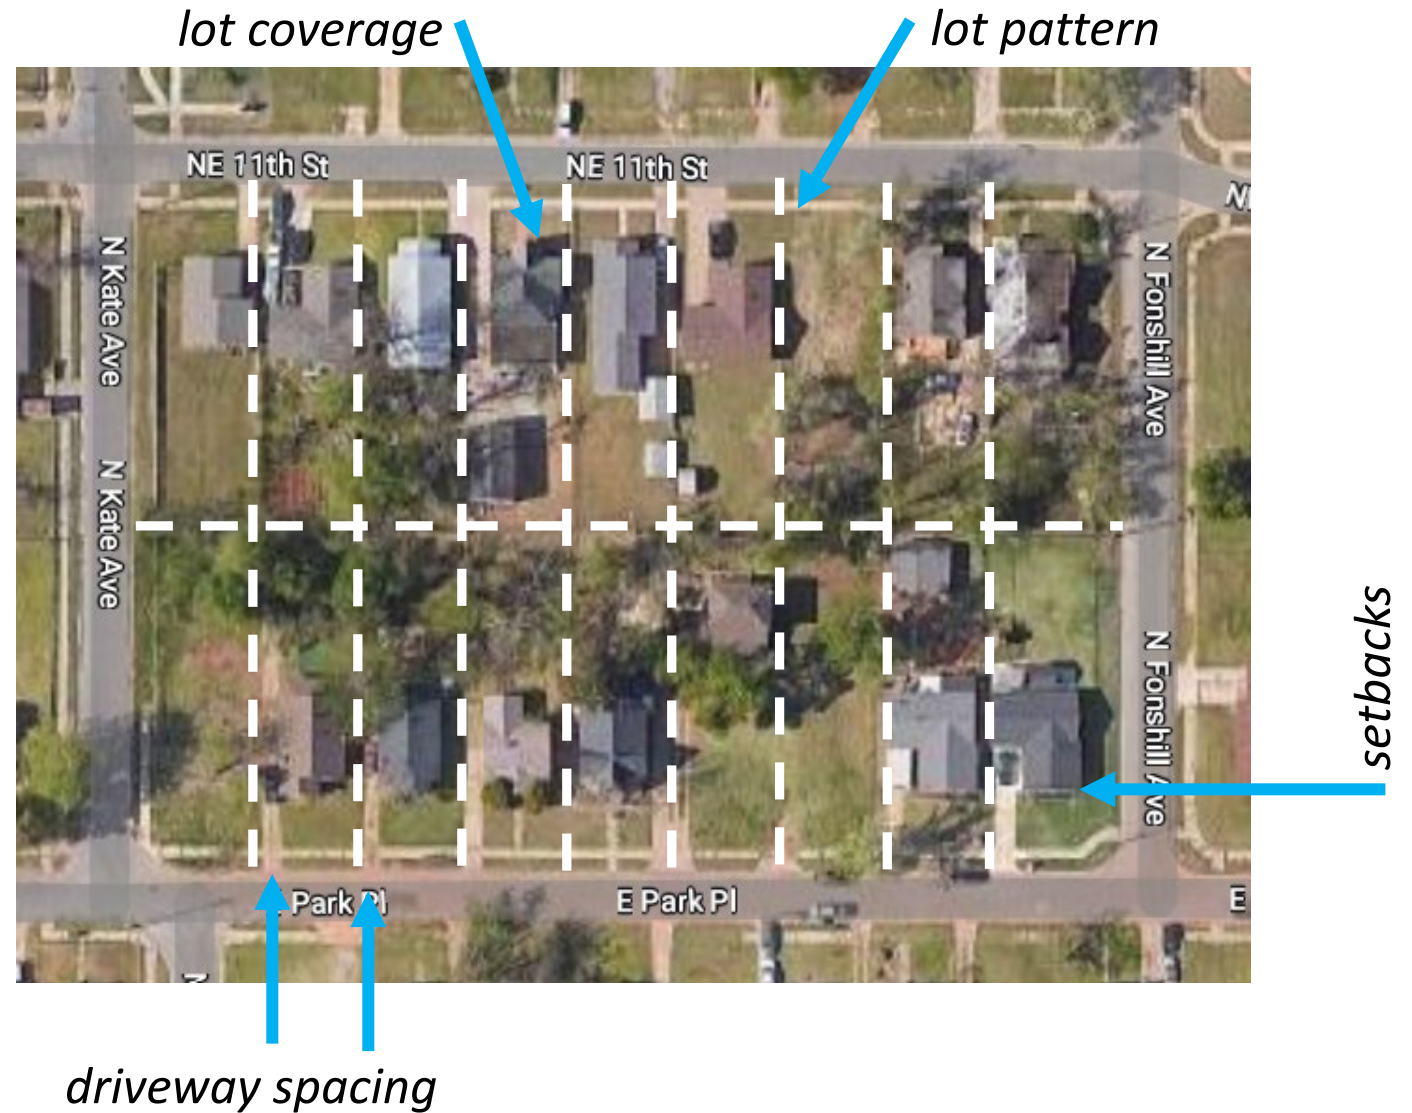 lot coverage
lot pattern
NE 11th St
NE 11th St
N Kate Ave
N Fonshill Ave
N Kate Ave
setbacks
N Fonshill Ave
Park Pl
E Park Pl
E
driveway spacing